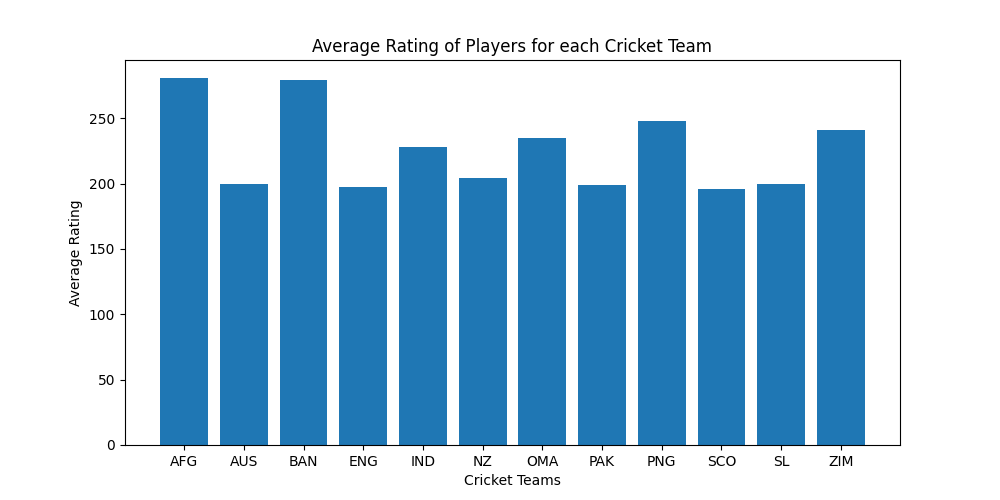 Average Rating of Players for each Cricket Team
Average Rating
250
200
150
100
50
0
AFG AUS BAN ENG IND NZ OMA PAK PNG SCO SL ZIM
Cricket Teams